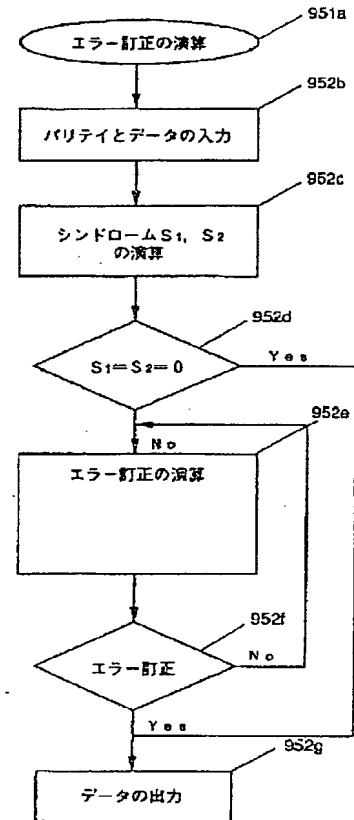 951a
エラー訂正の演算
952b
パリテイとデータの入力
952c
シンドロームS1, S2
の演算
952d
S1=S2=0
Yes
No
952e
エラー訂正の演算
952f
エラー訂正
No
Yes
952g
データの出力